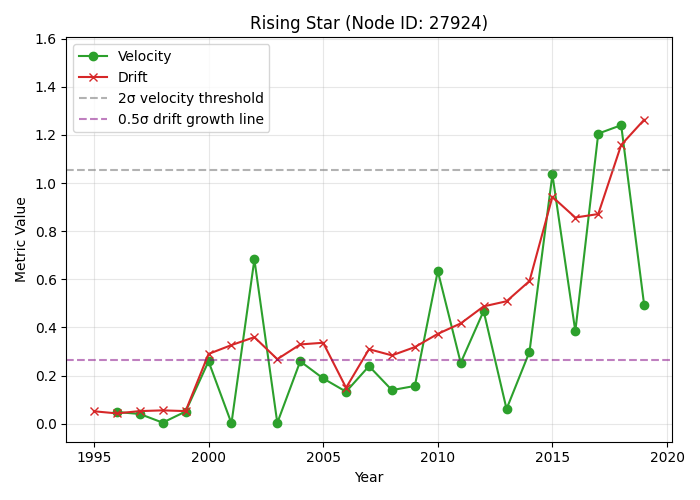 Rising Star (Node ID: 27924)
Velocity
Drift
2σ velocity threshold
0.5σ drift growth line
Metric Value
1.6
1.4
1.2
1.0
0.8
0.6
0.4
0.2
0.0
1995 2000 2005 2010 2015 2020
Year